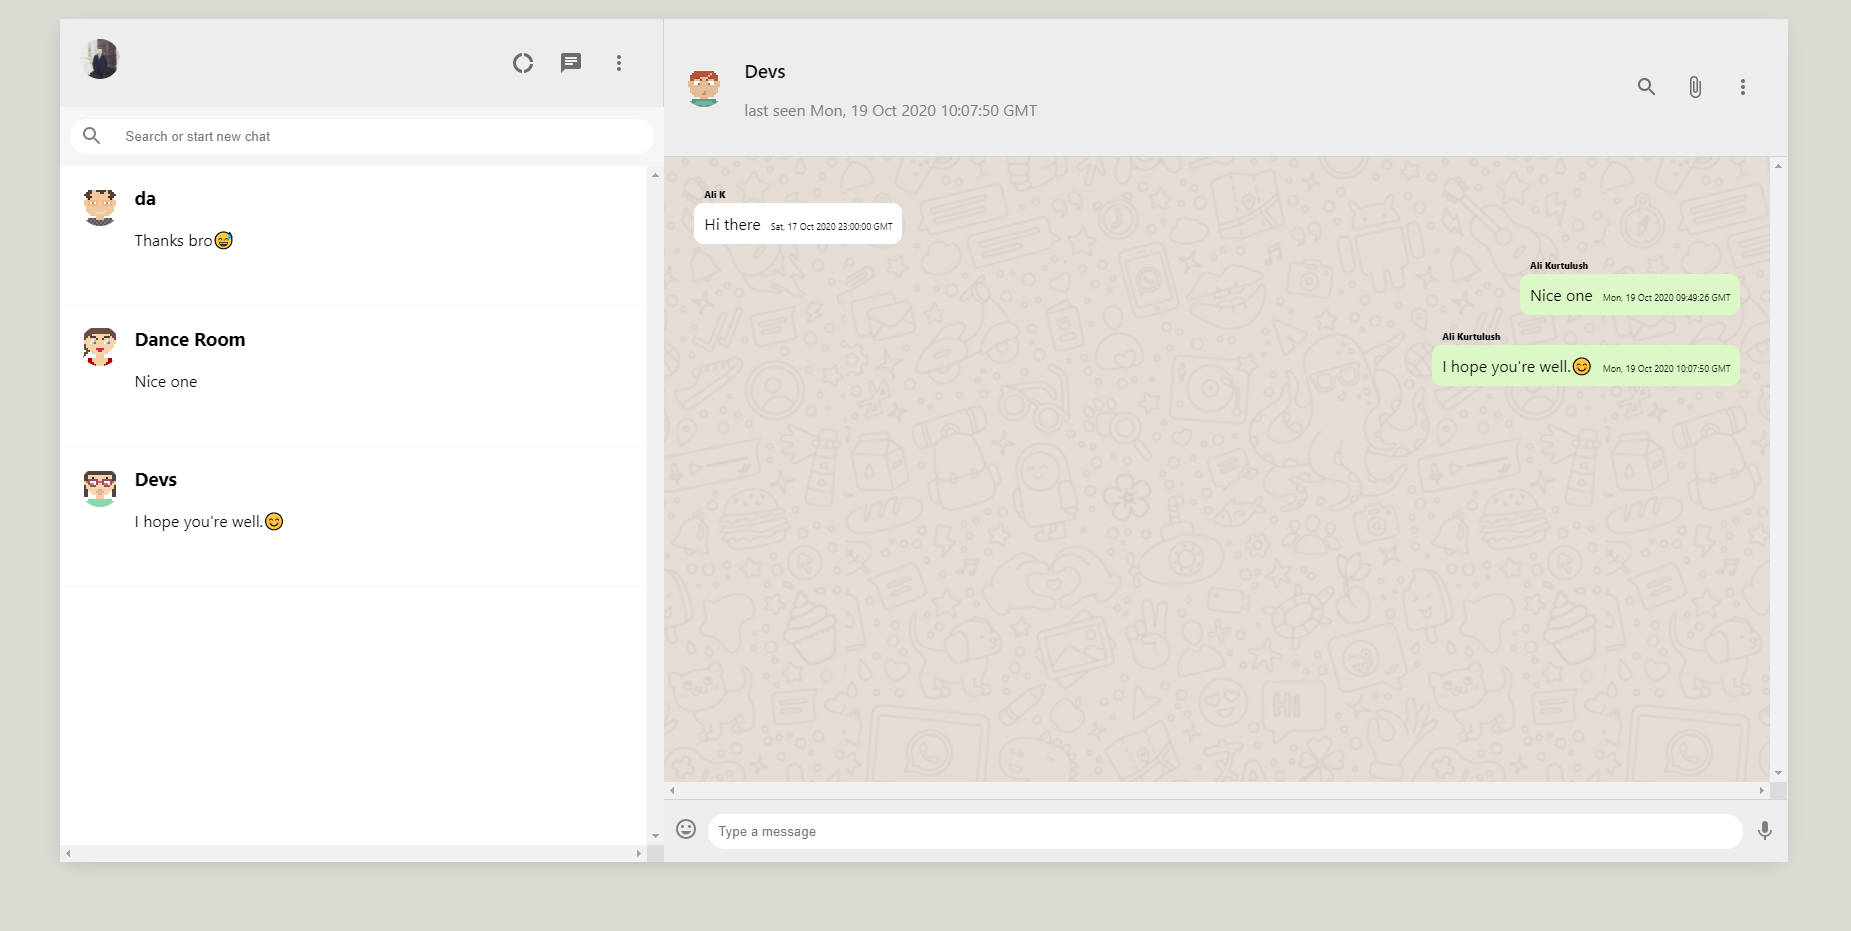 Search or start new chat
da
Thanks bro😅
Dance Room
Nice one
Devs
I hope you're well.😊
Devs
last seen Mon, 19 Oct 2020 10:07:50 GMT
Ali K
Hi there Sat, 17 Oct 2020 23:00:00 GMT
Ali Kurtulush
Nice one Mon, 19 Oct 2020 09:49:26 GMT
Ali Kurtulush
I hope you're well.😊 Mon, 19 Oct 2020 10:07:50 GMT
Hi
Type a message